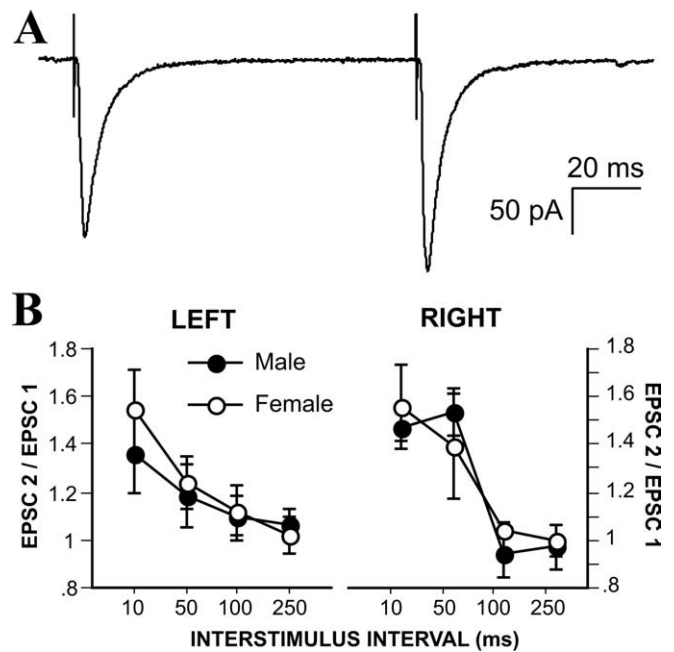 A
20 ms
50 pA
B
LEFT
RIGHT
Male
Female
EPSC 2 / EPSC 1
1.8
1.6
1.4
1.2
1
.8
10 50 100 250
10 50 100 250
1.8
1.6
1.4
1.2
1
.8
EPSC 2 / EPSC 1
INTERSTIMULUS INTERVAL (ms)